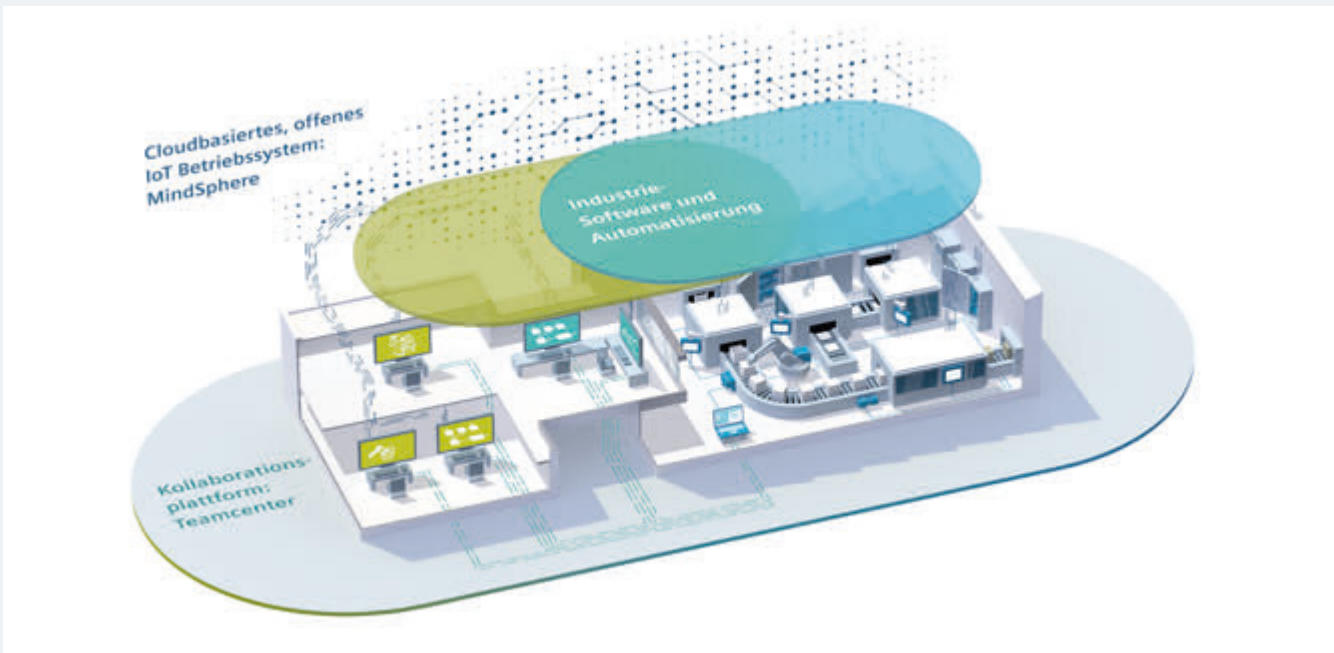 Cloudbasiertes, offenes
IoT Betriebssystem:
MindSphere
Industrie-
Software und
Automatisierung
Kollaborations-
plattform:
Teamcenter